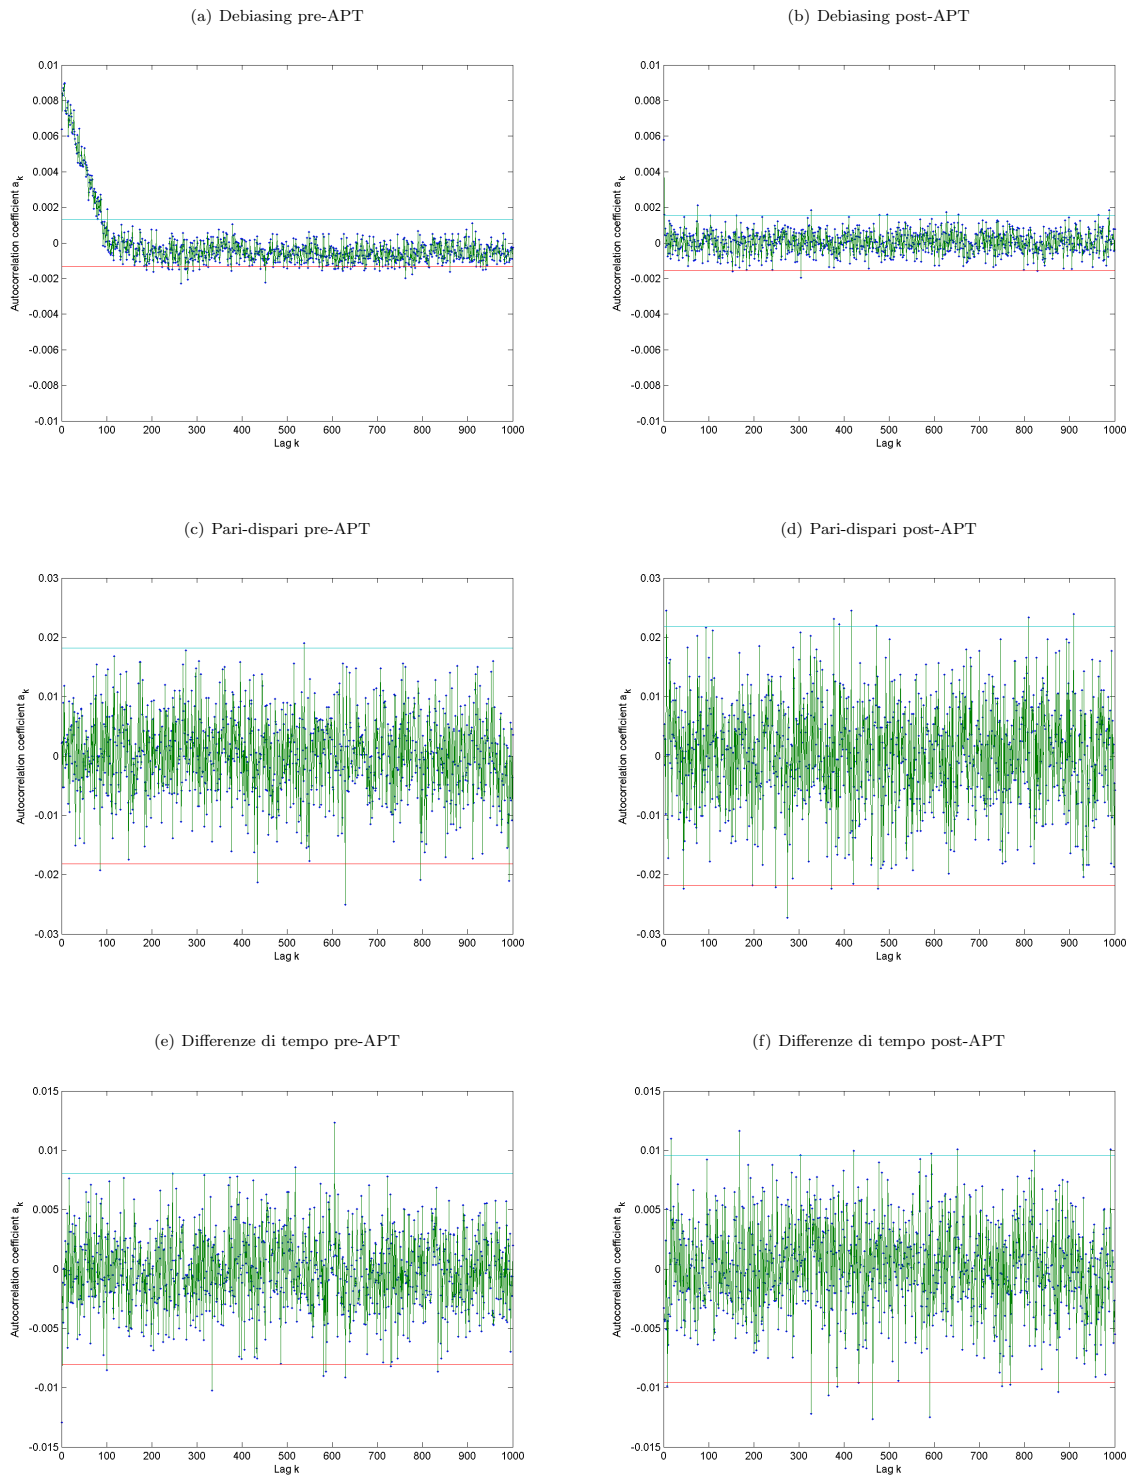 (a) Debiasing pre-APT
(b) Debiasing post-APT
0.01
0.008
0.006
0.004
0.002
0
-0.002
-0.004
-0.006
-0.008
-0.01
Autocorrelation coefficient a_k
0 100 200 300 400 500 600 700 800 900 1000
Lag k
0.01
0.008
0.006
0.004
0.002
0
-0.002
-0.004
-0.006
-0.008
-0.01
Autocorrelation coefficient a_k
0 100 200 300 400 500 600 700 800 900 1000
Lag k
(c) Pari-dispari pre-APT
(d) Pari-dispari post-APT
0.03
0.02
0.01
0
-0.01
-0.02
-0.03
Autocorrelation coefficient a_k
0 100 200 300 400 500 600 700 800 900 1000
Lag k
0.03
0.02
0.01
0
-0.01
-0.02
-0.03
Autocorrelation coefficient a_k
0 100 200 300 400 500 600 700 800 900 1000
Lag k
(e) Differenze di tempo pre-APT
(f) Differenze di tempo post-APT
0.015
0.01
0.005
0
-0.005
-0.01
-0.015
Autocorrelation coefficient a_k
0 100 200 300 400 500 600 700 800 900 1000
Lag k
0.015
0.01
0.005
0
-0.005
-0.01
-0.015
Autocorrelation coefficient a_k
0 100 200 300 400 500 600 700 800 900 1000
Lag k